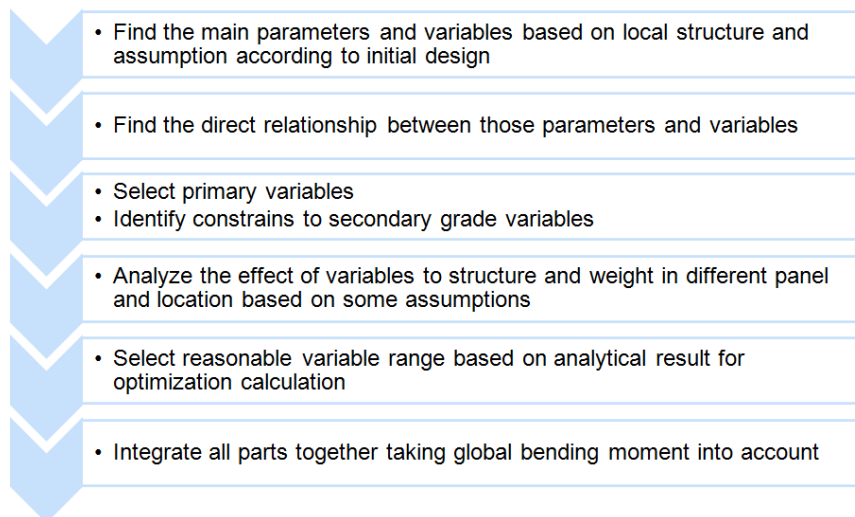 • Find the main parameters and variables based on local structure and
assumption according to initial design
• Find the direct relationship between those parameters and variables
• Select primary variables
• Identify constrains to secondary grade variables
• Analyze the effect of variables to structure and weight in different panel
and location based on some assumptions
• Select reasonable variable range based on analytical result for
optimization calculation
• Integrate all parts together taking global bending moment into account